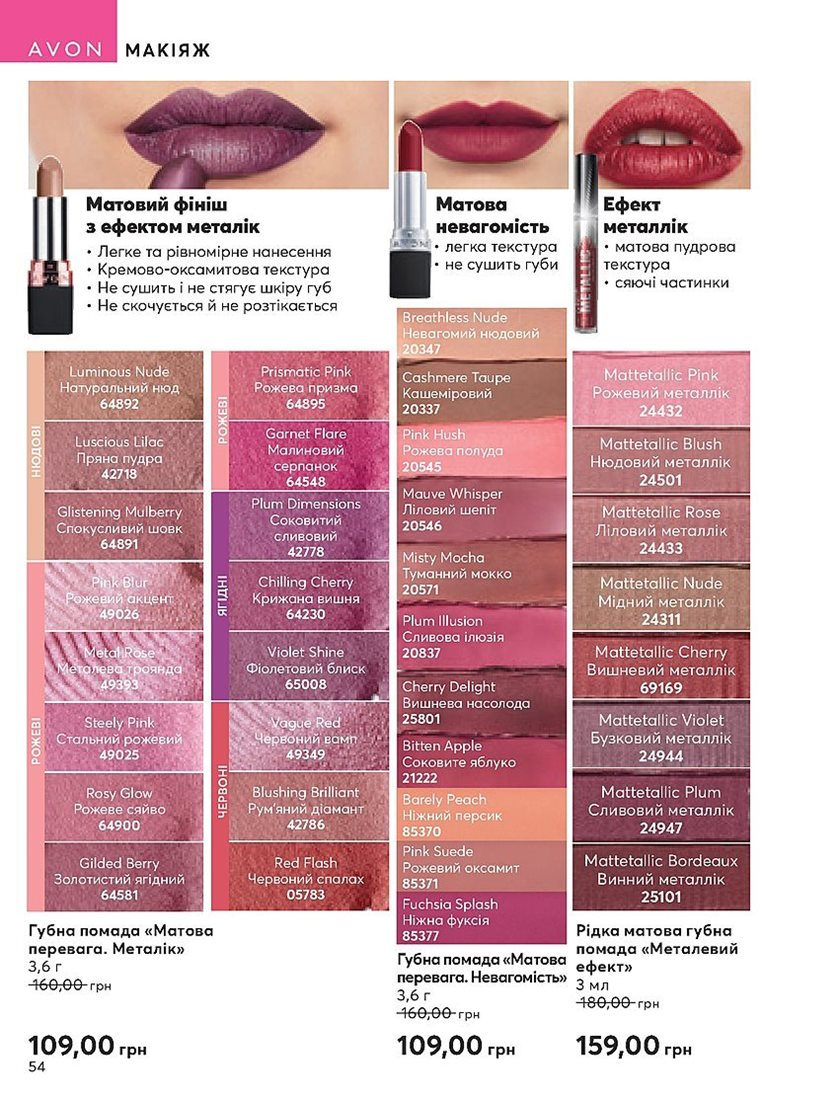 AVON МАКІЯЖ
Матовий фініш
з ефектом металік
• Легке та рівномірне нанесення
• Кремово-оксамитова текстура
• Не сушить і не стягує шкіру губ
• Не скочується й не розтікається
НЮДОВІ
Luminous Nude
Натуральний нюд
64892
Luscious Lilac
Пряна пудра
42718
Glistening Mulberry
Спокусливий шовк
64891
РОЖЕВІ
Pink Blur
Рожевий акцент
49026
Metal Rose
Металева троянда
49393
Steely Pink
Стальний рожевий
49025
Rosy Glow
Рожеве сяйво
64900
Gilded Berry
Золотистий ягідний
64581
РОЖЕВІ
Prismatic Pink
Рожева призма
64895
Garnet Flare
Малиновий
серпанок
64548
ЯГІДНІ
Plum Dimensions
Соковитий
сливовий
42778
Chilling Cherry
Крижана вишня
64230
Violet Shine
Фіолетовий блиск
65008
ЧЕРВОНІ
Vague Red
Червоний вамп
49349
Blushing Brilliant
Рум'яний діамант
42786
Red Flash
Червоний спалах
05783
Губна помада «Матова
перевага. Металік»
3,6 г
160,00 грн
109,00 грн
Матова
невагомість
• легка текстура
• не сушить губи
AVON
Breathless Nude
Невагомий нюдовий
20347
Cashmere Taupe
Кашеміровий
20337
Pink Hush
Рожева полуда
20545
Mauve Whisper
Ліловий шепіт
20546
Misty Mocha
Туманний мокко
20571
Plum Illusion
Сливова ілюзія
20837
Cherry Delight
Вишнева насолода
25801
Bitten Apple
Соковите яблуко
21222
Barely Peach
Ніжний персик
85370
Pink Suede
Рожевий оксамит
85371
Fuchsia Splash
Ніжна фуксія
85377
Губна помада «Матова
перевага. Невагомість»
3,6 г
160,00 грн
109,00 грн
Ефект
металлік
• матова пудрова
текстура
• сяючі частинки
METALLIC
Mattetallic Pink
Рожевий металлік
24432
Mattetallic Blush
Нюдовий металлік
24501
Mattetallic Rose
Ліловий металлік
24433
Mattetallic Nude
Мідний металлік
24311
Mattetallic Cherry
Вишневий металлік
69169
Mattetallic Violet
Бузковий металлік
24944
Mattetallic Plum
Сливовий металлік
24947
Mattetallic Bordeaux
Винний металлік
25101
Рідка матова губна
помада «Металевий
ефект»
3 мл
180,00 грн
159,00 грн
54